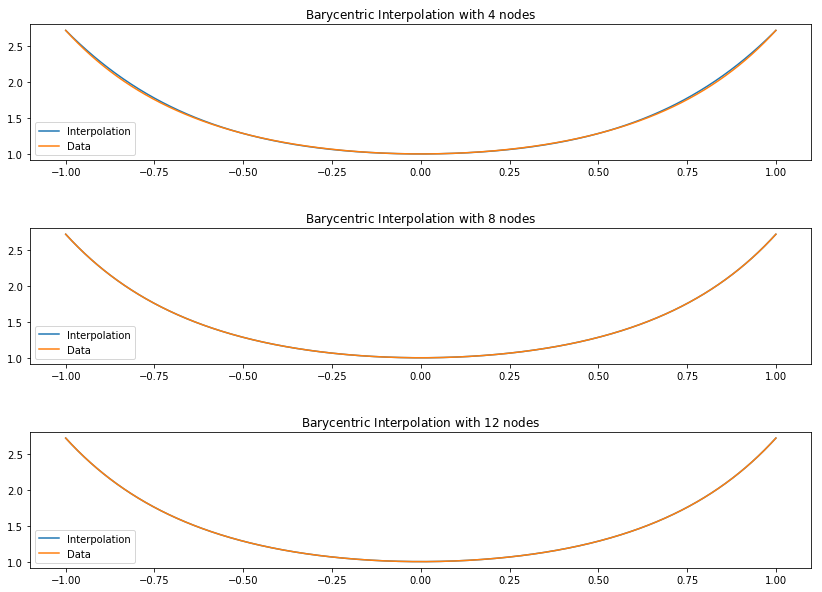 Barycentric Interpolation with 4 nodes
2.5
2.0
1.5
1.0
Interpolation
Data
−1.00 −0.75 −0.50 −0.25 0.00 0.25 0.50 0.75 1.00
Barycentric Interpolation with 8 nodes
2.5
2.0
1.5
1.0
Interpolation
Data
−1.00 −0.75 −0.50 −0.25 0.00 0.25 0.50 0.75 1.00
Barycentric Interpolation with 12 nodes
2.5
2.0
1.5
1.0
Interpolation
Data
−1.00 −0.75 −0.50 −0.25 0.00 0.25 0.50 0.75 1.00